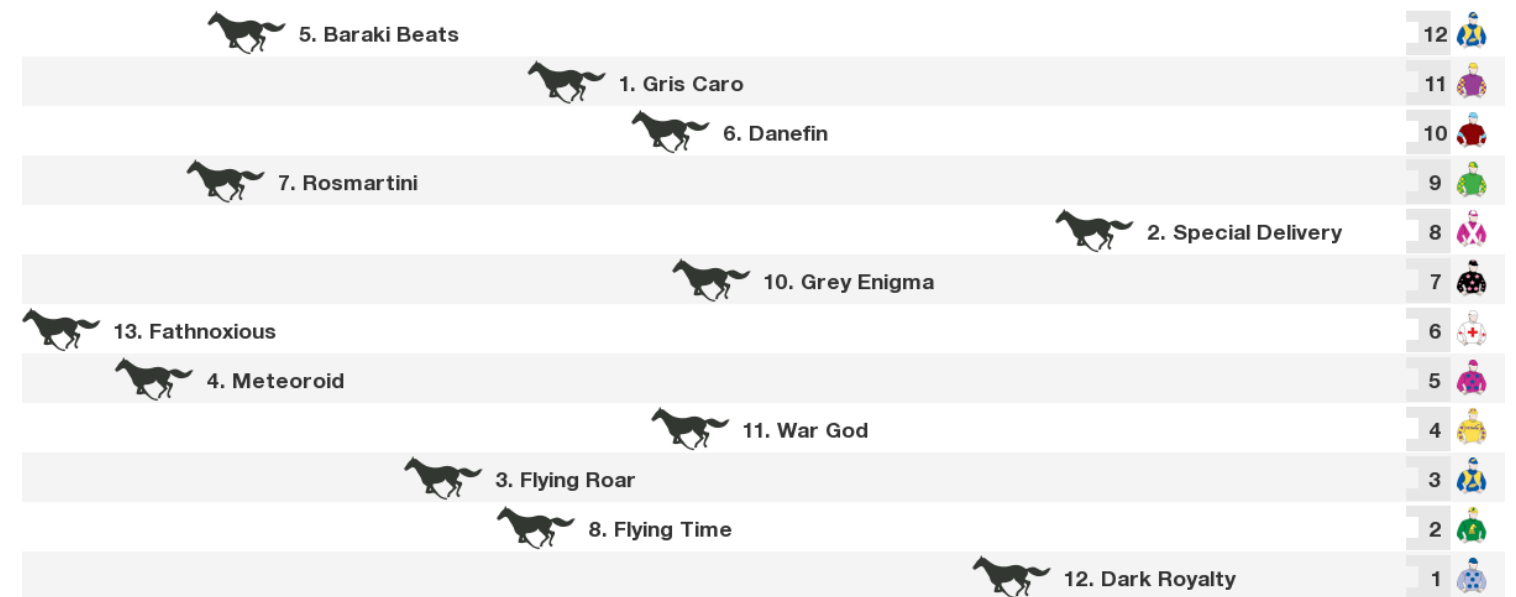 5. Baraki Beats 12
1. Gris Caro 11
6. Danefin 10
7. Rosmartini 9
2. Special Delivery 8
10. Grey Enigma 7
13. Fathnoxious 6
4. Meteoroid 5
11. War God 4
3. Flying Roar 3
8. Flying Time 2
12. Dark Royalty 1